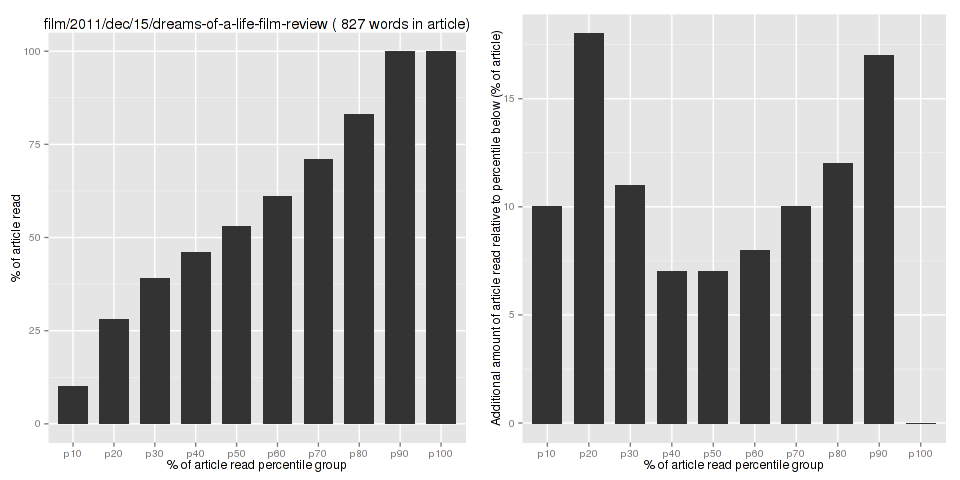 film/2011/dec/15/dreams-of-a-life-film-review ( 827 words in article)
% of article read
100
75
50
25
0
p10 p20 p30 p40 p50 p60 p70 p80 p90 p100
% of article read percentile group
Additional amount of article read relative to percentile below (% of article)
15
10
5
0
p10 p20 p30 p40 p50 p60 p70 p80 p90 p100
% of article read percentile group